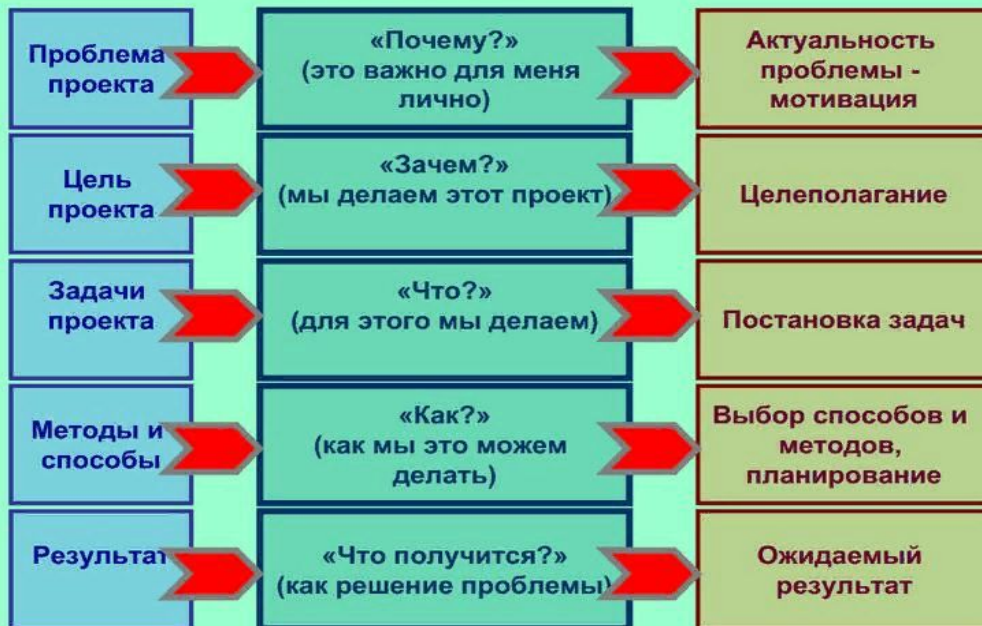 Проблема
проекта
«Почему?»
(это важно для меня
лично)
Актуальность
проблемы -
мотивация
Цель
проекта
«Зачем?»
(мы делаем этот проект)
Целеполагание
Задачи
проекта
«Что?»
(для этого мы делаем)
Постановка задач
Методы и
способы
«Как?»
(как мы это можем
делать)
Выбор способов и
методов,
планирование
Результат
«Что получится?»
(как решение проблемы)
Ожидаемый
результат